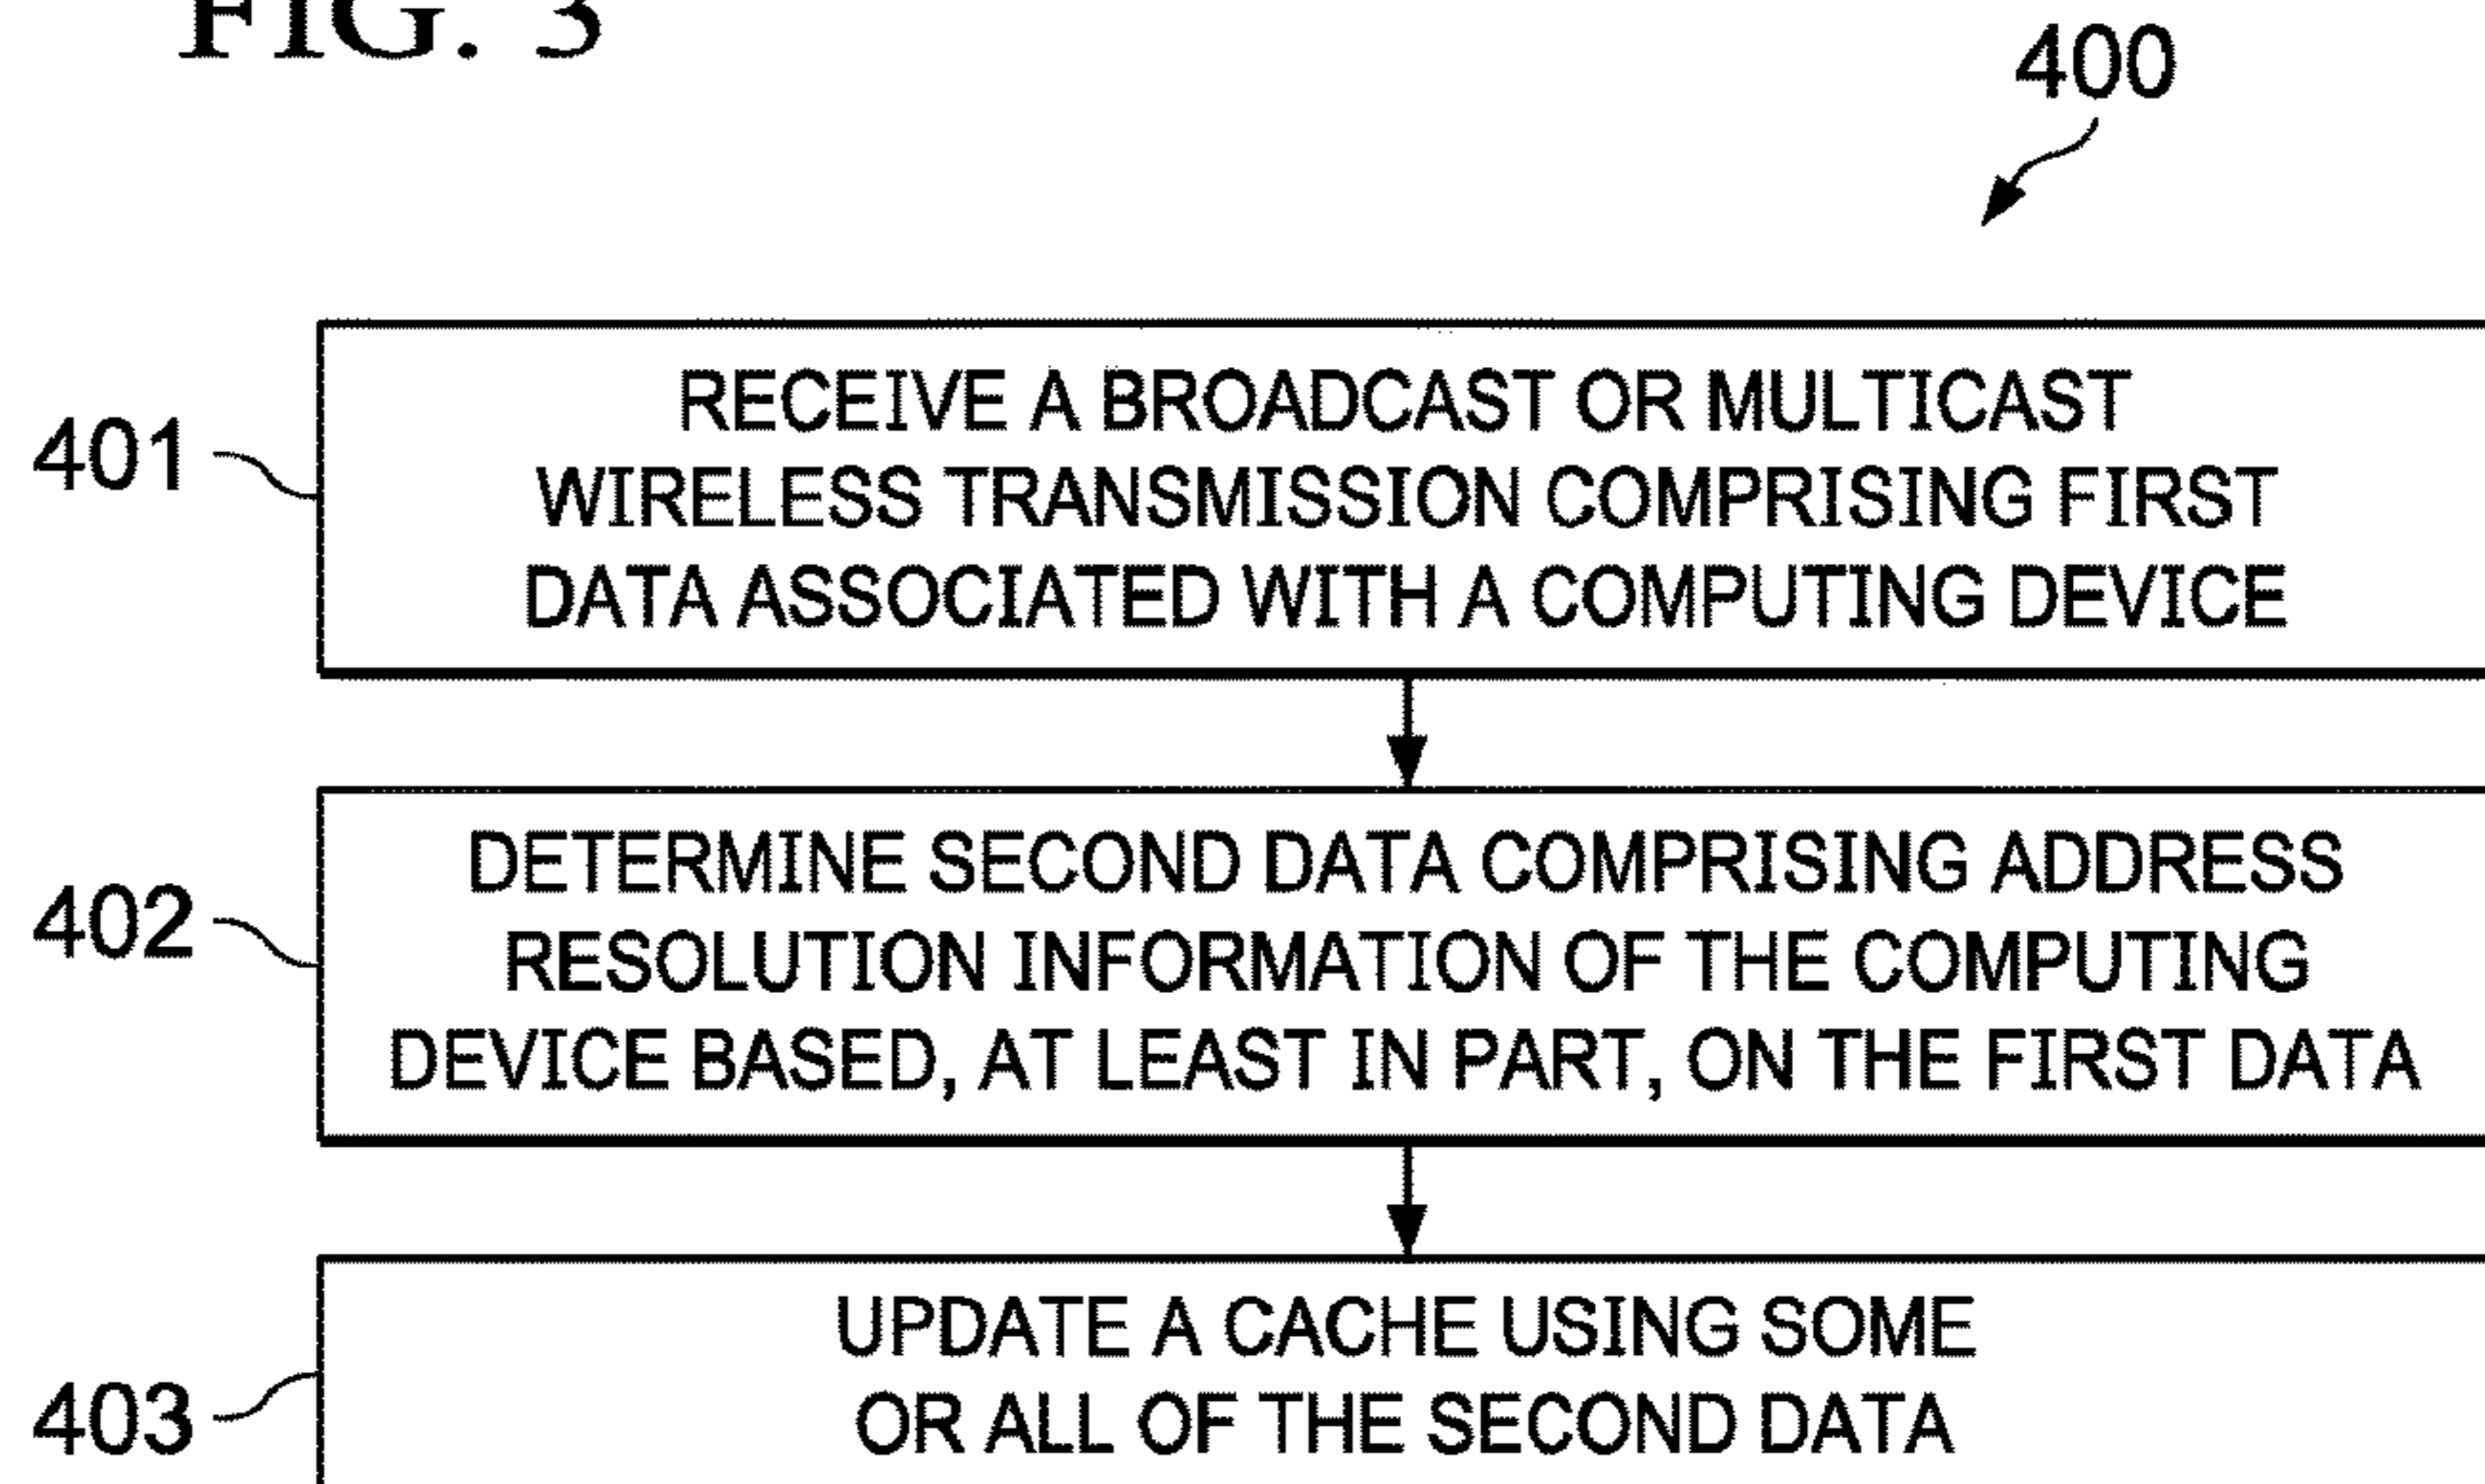 FIG. 3
400
401
RECEIVE A BROADCAST OR MULTICAST
WIRELESS TRANSMISSION COMPRISING FIRST
DATA ASSOCIATED WITH A COMPUTING DEVICE
402
DETERMINE SECOND DATA COMPRISING ADDRESS
RESOLUTION INFORMATION OF THE COMPUTING
DEVICE BASED, AT LEAST IN PART, ON THE FIRST DATA
403
UPDATE A CACHE USING SOME
OR ALL OF THE SECOND DATA